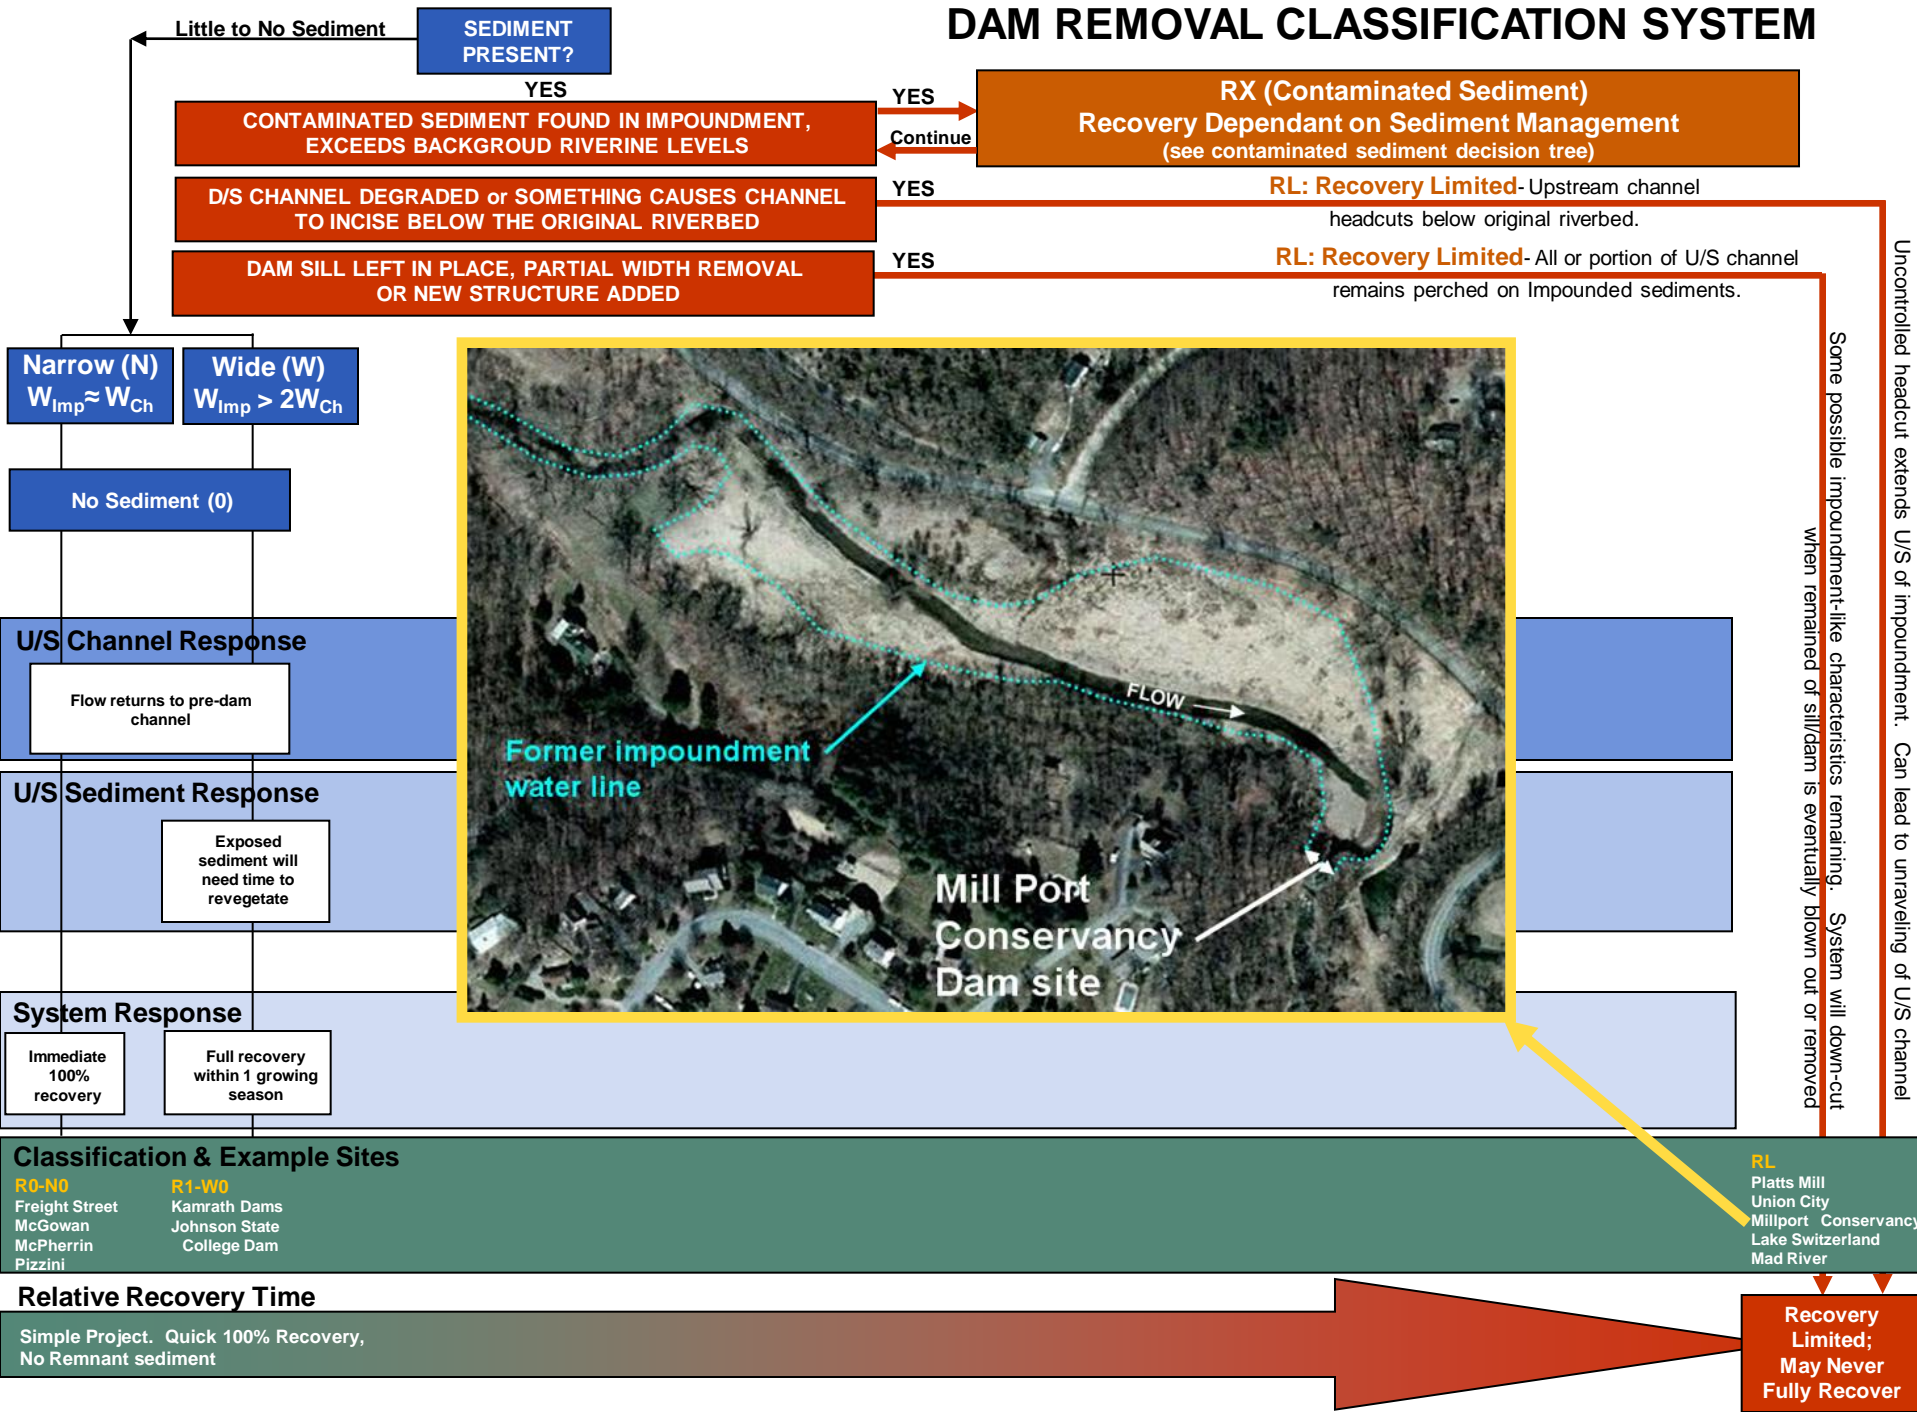 DAM REMOVAL CLASSIFICATION SYSTEM
Little to No Sediment
SEDIMENT
PRESENT?
YES
CONTAMINATED SEDIMENT FOUND IN IMPOUNDMENT,
EXCEEDS BACKGROUD RIVERINE LEVELS
YES
Continue
RX (Contaminated Sediment)
Recovery Dependant on Sediment Management
(see contaminated sediment decision tree)
D/S CHANNEL DEGRADED or SOMETHING CAUSES CHANNEL
TO INCISE BELOW THE ORIGINAL RIVERBED
YES
RL: Recovery Limited- Upstream channel
headcuts below original riverbed.
DAM SILL LEFT IN PLACE, PARTIAL WIDTH REMOVAL
OR NEW STRUCTURE ADDED
YES
RL: Recovery Limited- All or portion of U/S channel
remains perched on Impounded sediments.
Uncontrolled headcut extends U/S of impoundment. Can lead to unraveling of U/S channel
Some possible impoundment-like characteristics remaining. System will down-cut
when remained of sill/dam is eventually blown out or removed
Narrow (N)
WImp≈ WCh
Wide (W)
WImp > 2WCh
No Sediment (0)
U/S Channel Response
Flow returns to pre-dam
channel
U/S Sediment Response
Exposed
sediment will
need time to
revegetate
System Response
Immediate
100%
recovery
Full recovery
within 1 growing
season
FLOW
Former impoundment
water line
Mill Port
Conservancy
Dam site
Classification & Example Sites
R0-N0
Freight Street
McGowan
McPherrin
Pizzini
R1-W0
Kamrath Dams
Johnson State
College Dam
RL
Platts Mill
Union City
Millport Conservancy
Lake Switzerland
Mad River
Relative Recovery Time
Simple Project. Quick 100% Recovery,
No Remnant sediment
Recovery
Limited;
May Never
Fully Recover